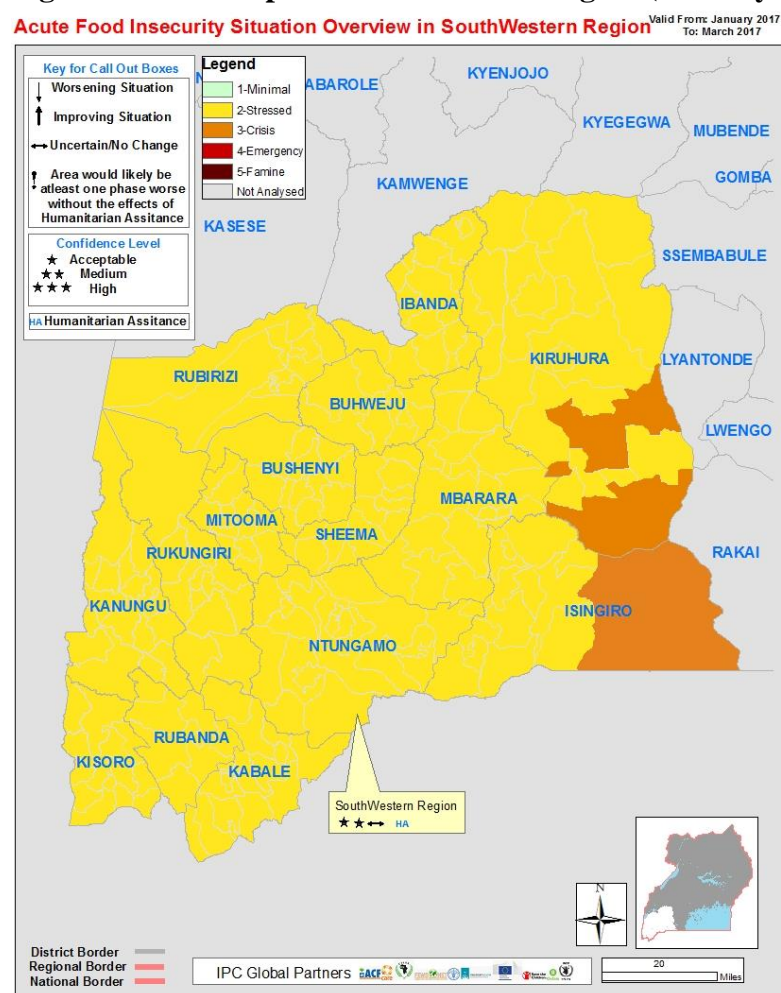 Acute Food Insecurity Situation Overview in SouthWestern Region
Valid From: January 2017
To: March 2017
Key for Call Out Boxes
Worsening Situation
Improving Situation
Uncertain/No Change
Area would likely be
atleast one phase worse
without the effects of
Humanitarian Assitance
Confidence Level
Acceptable
Medium
High
HA Humanitarian Assitance
Legend
1-Minimal
2-Stressed
3-Crisis
4-Emergency
5-Famine
Not Analysed
ABAROLE
KYENJOJO
KYEGEGWA
MUBENDE
GOMBA
KAMWENGE
KASESE
SSEMBABULE
IBANDA
KIRUHURA
LYANTONDE
RUBIRIZI
BUHWEJU
LWENGO
BUSHENYI
MBARARA
MITOOMA
SHEEMA
RUKUNGIRI
RAKAI
KANUNGU
ISINGIRO
NTUNGAMO
RUBANDA
KISORO
KABALE
SouthWestern Region
HA
N
District Border
Regional Border
National Border
IPC Global Partners
20
Miles